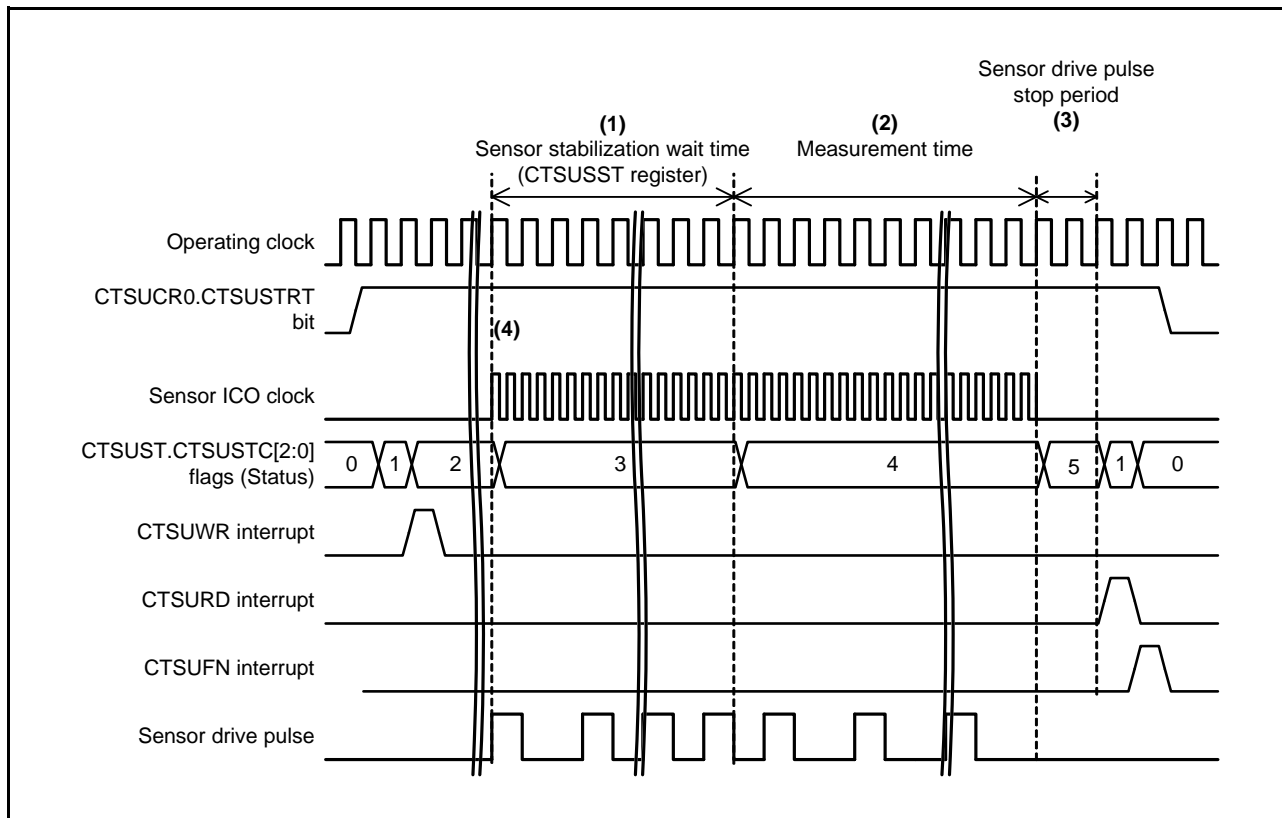 Sensor drive pulse
stop period
(3)
(1)
Sensor stabilization wait time
(CTSUSST register)
(2)
Measurement time
Operating clock
CTSUCR0.CTSUSTRT
bit
(4)
Sensor ICO clock
CTSUST.CTSUSTC[2:0]
flags (Status)
0 1 2 3 4 5 1 0
CTSUWR interrupt
CTSURD interrupt
CTSUFN interrupt
Sensor drive pulse